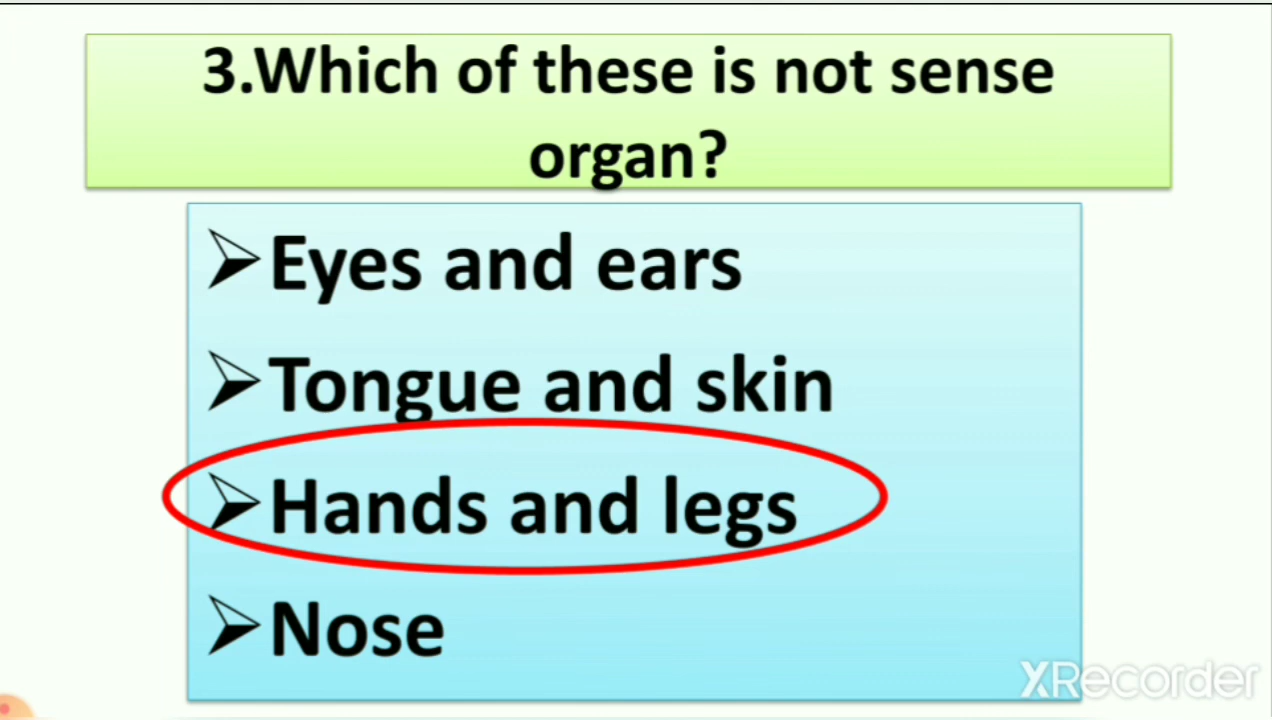 3.Which of these is not sense
organ?
Eyes and ears
Tongue and skin
Hands and legs
Nose
XRecorder